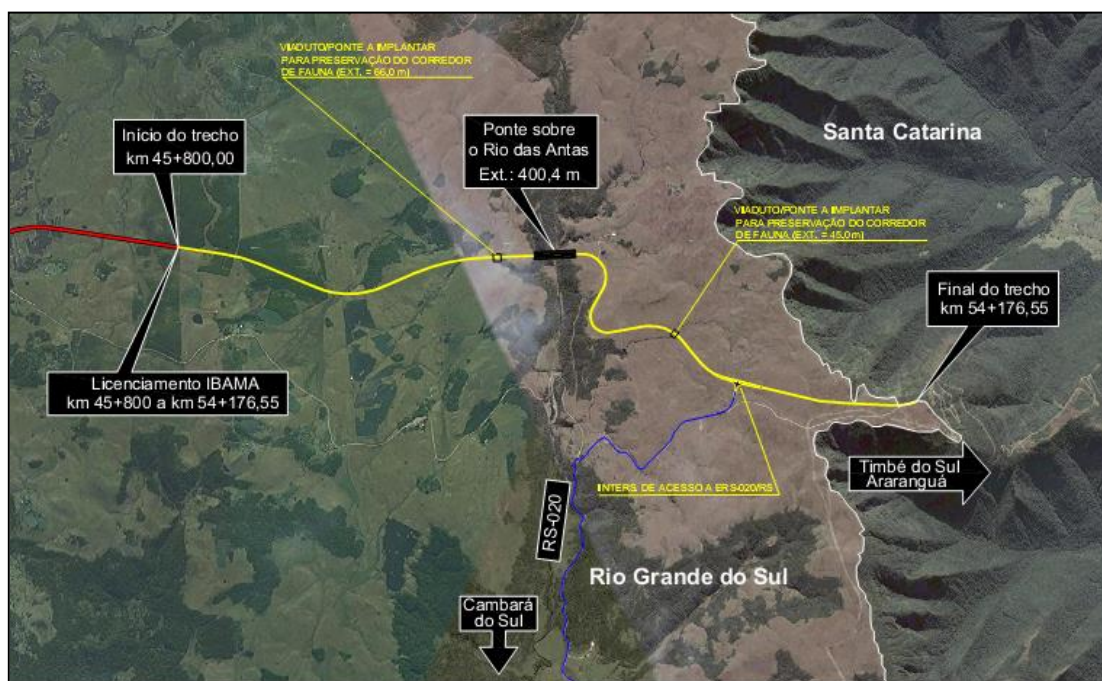 VIADUTO/PONTE A IMPLANTAR
PARA PRESERVAÇÃO DO CORREDOR
DE FAUNA (EXT. = 66,0 m)
Início do trecho
km 45+800,00
Ponte sobre
o Rio das Antas
Ext.: 400,4 m
Santa Catarina
VIADUTO/PONTE A IMPLANTAR
PARA PRESERVAÇÃO DO CORREDOR
DE FAUNA (EXT. = 45,0m)
Final do trecho
km 54+176,55
Licenciamento IBAMA
km 45+800 a km 54+176,55
Timbé do Sul
Araranguá
INTERS. DE ACESSO A ERS-020/RS
RS-020
Rio Grande do Sul
Cambará
do Sul